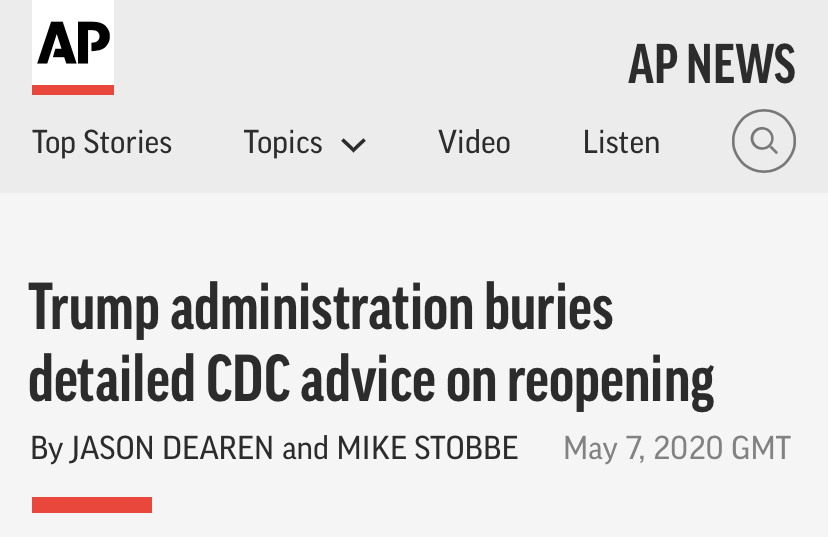 AP
AP NEWS
Top Stories Topics Video Listen
Trump administration buries
detailed CDC advice on reopening
By JASON DEAREN and MIKE STOBBE May 7, 2020 GMT